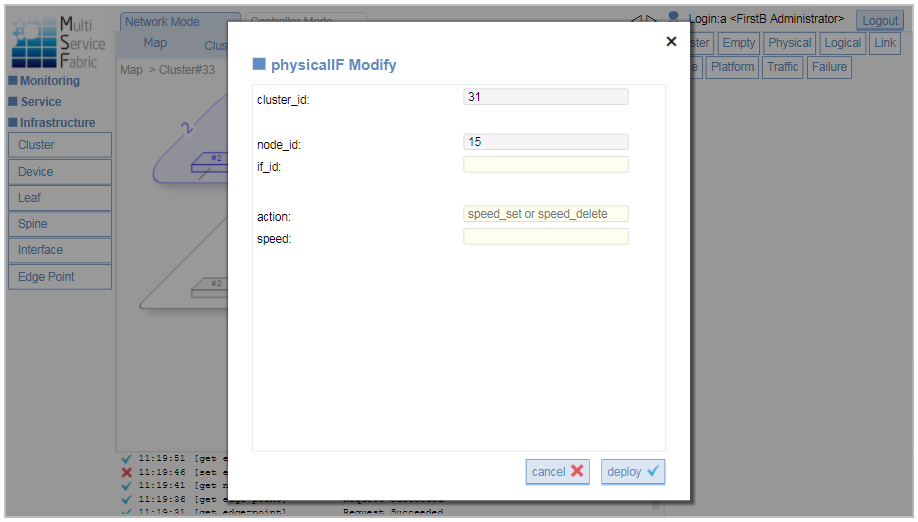 Multi
Service
Fabric
Network Mode
Controller Mode
Login:a <FirstB Administrator>
Logout
Map
Clus
ster
Empty
Physical
Logical
Link
e
Platform
Traffic
Failure
Map > Cluster#33
Monitoring
Service
Infrastructure
Cluster
Device
Leaf
Spine
Interface
Edge Point
2
#2
#2
physicalIF Modify
cluster_id:
31
node_id:
15
if_id:
action:
speed_set or speed_delete
speed:
cancel
deploy
11:19:51 [get e
11:19:46 [set e
11:19:41 [get n
11:19:36 [get edge-point] Request Succeeded
11:19:31 [get edge-point] Request Succeeded